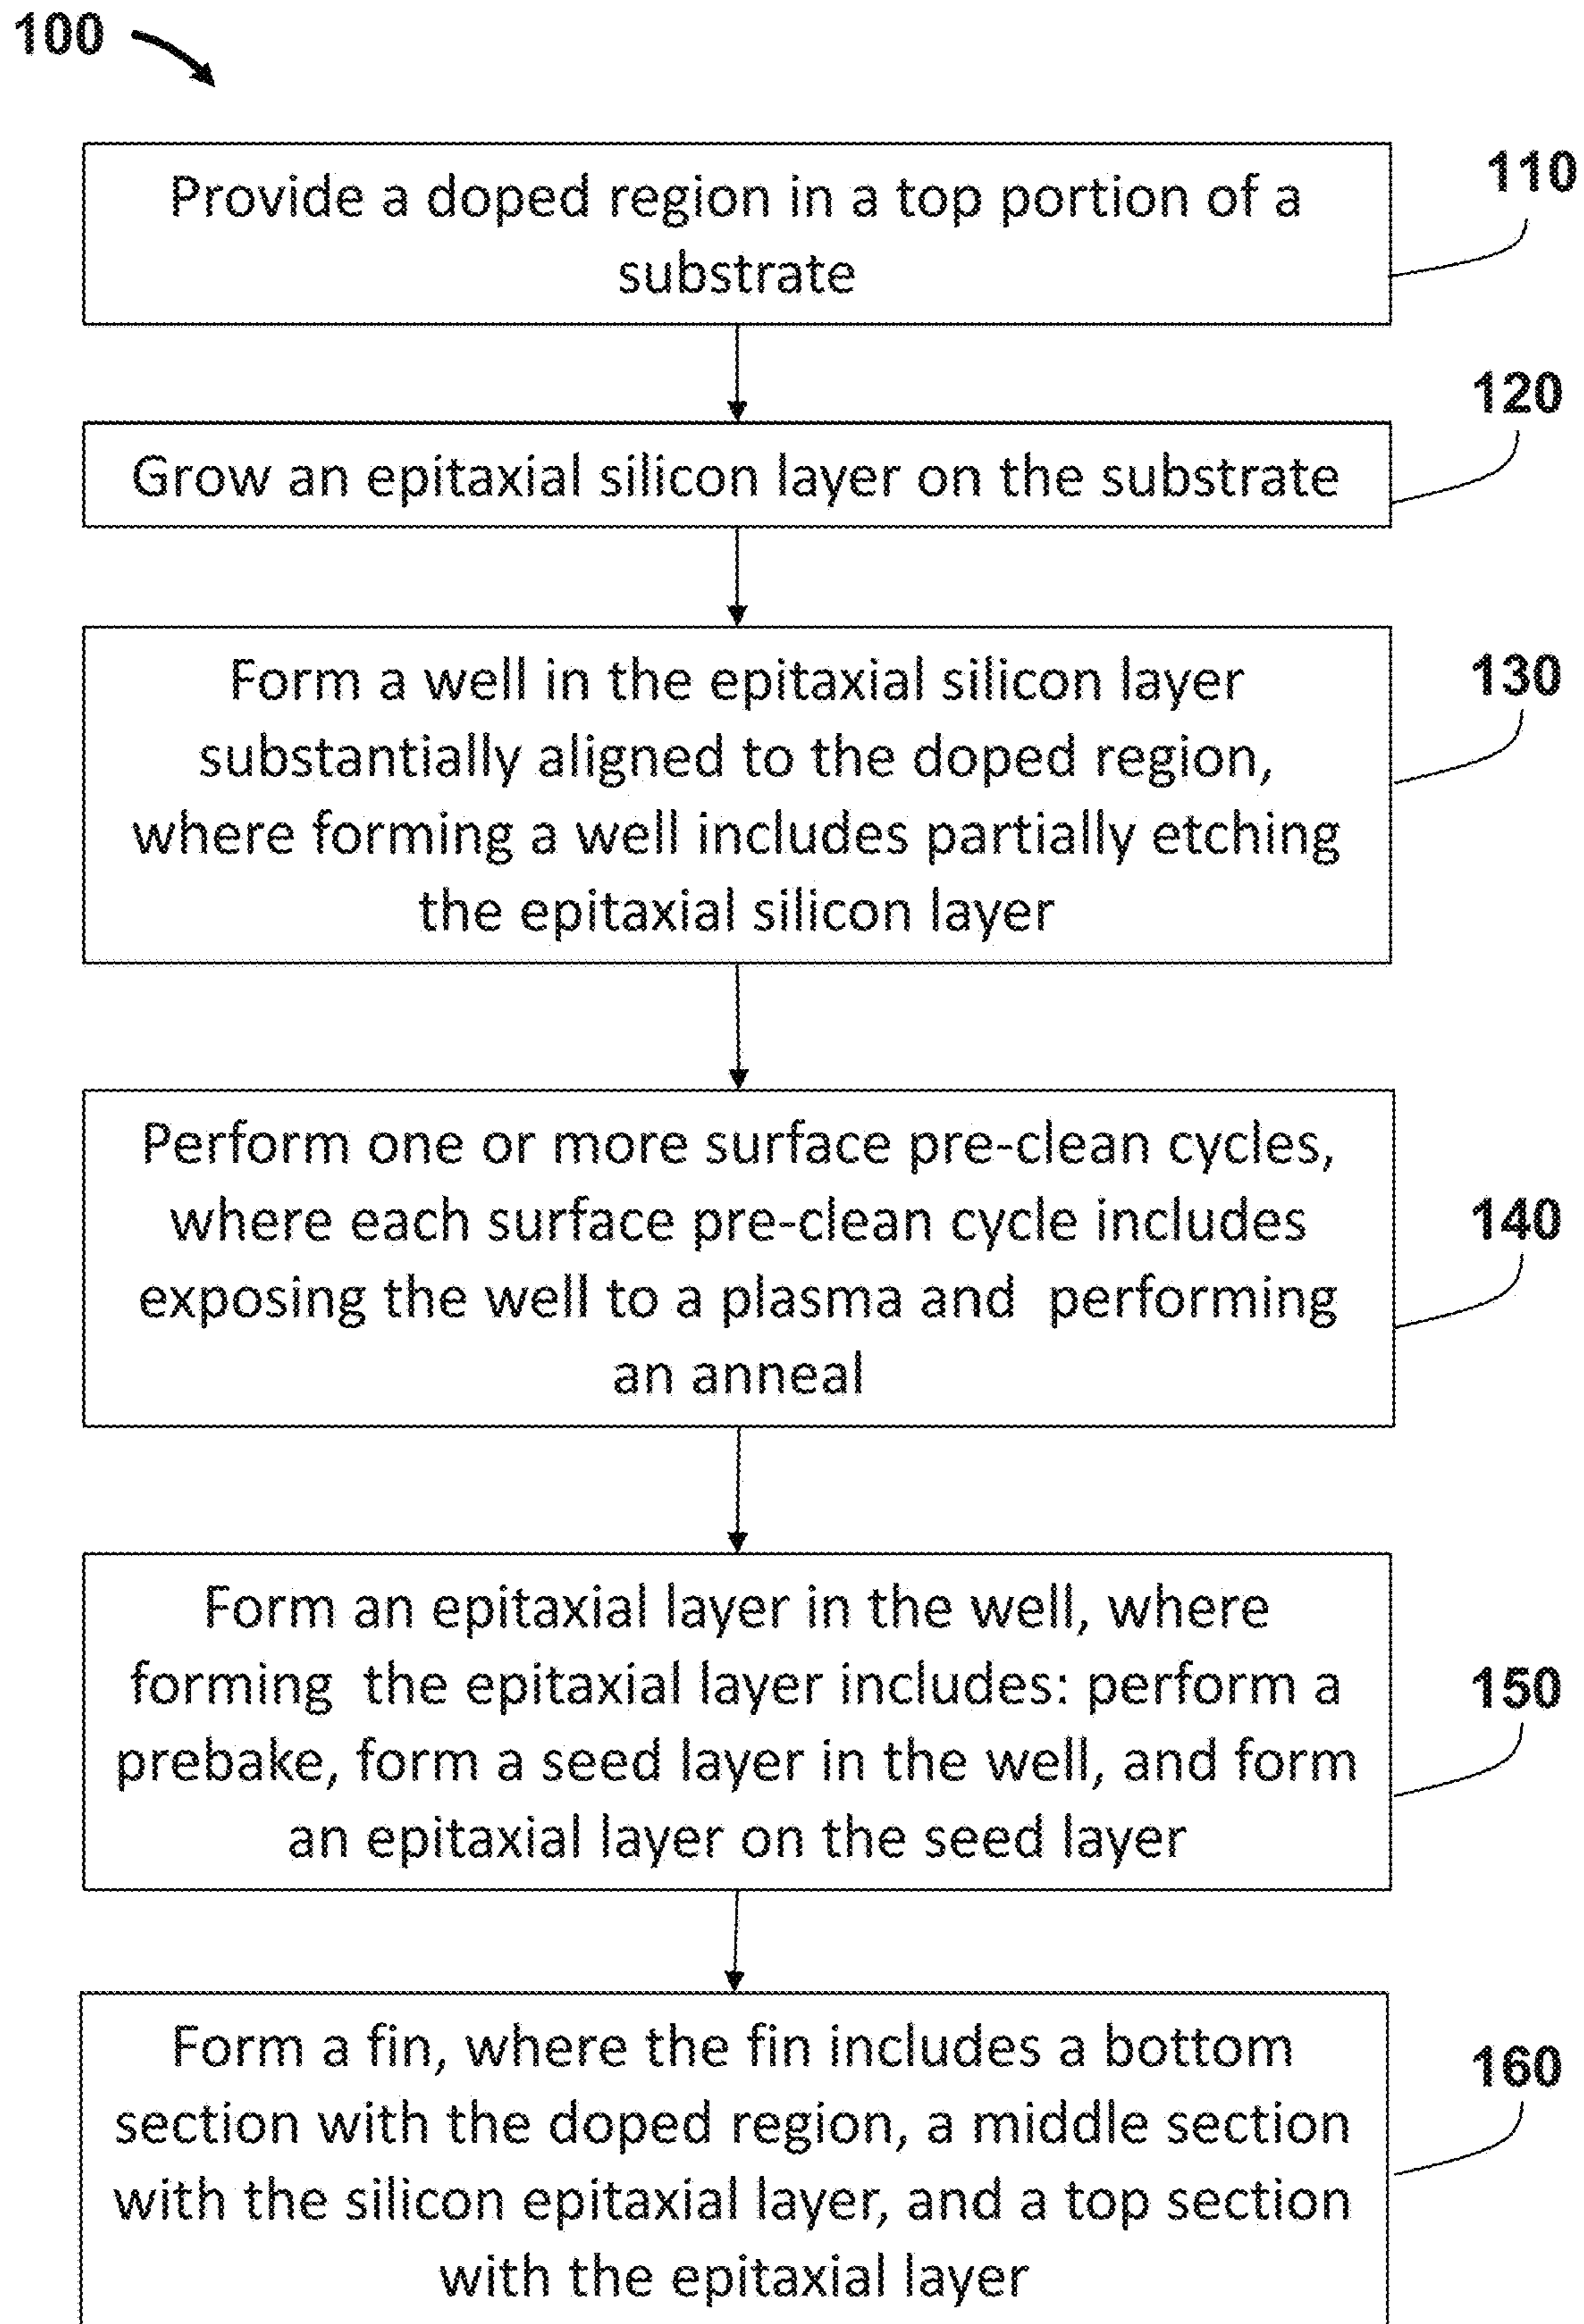 100
Provide a doped region in a top portion of a
substrate
110
Grow an epitaxial silicon layer on the substrate
120
Form a well in the epitaxial silicon layer
substantially aligned to the doped region,
where forming a well includes partially etching
the epitaxial silicon layer
130
Perform one or more surface pre-clean cycles,
where each surface pre-clean cycle includes
exposing the well to a plasma and performing
an anneal
140
Form an epitaxial layer in the well, where
forming the epitaxial layer includes: perform a
prebake, form a seed layer in the well, and form
an epitaxial layer on the seed layer
150
Form a fin, where the fin includes a bottom
section with the doped region, a middle section
with the silicon epitaxial layer, and a top section
with the epitaxial layer
160